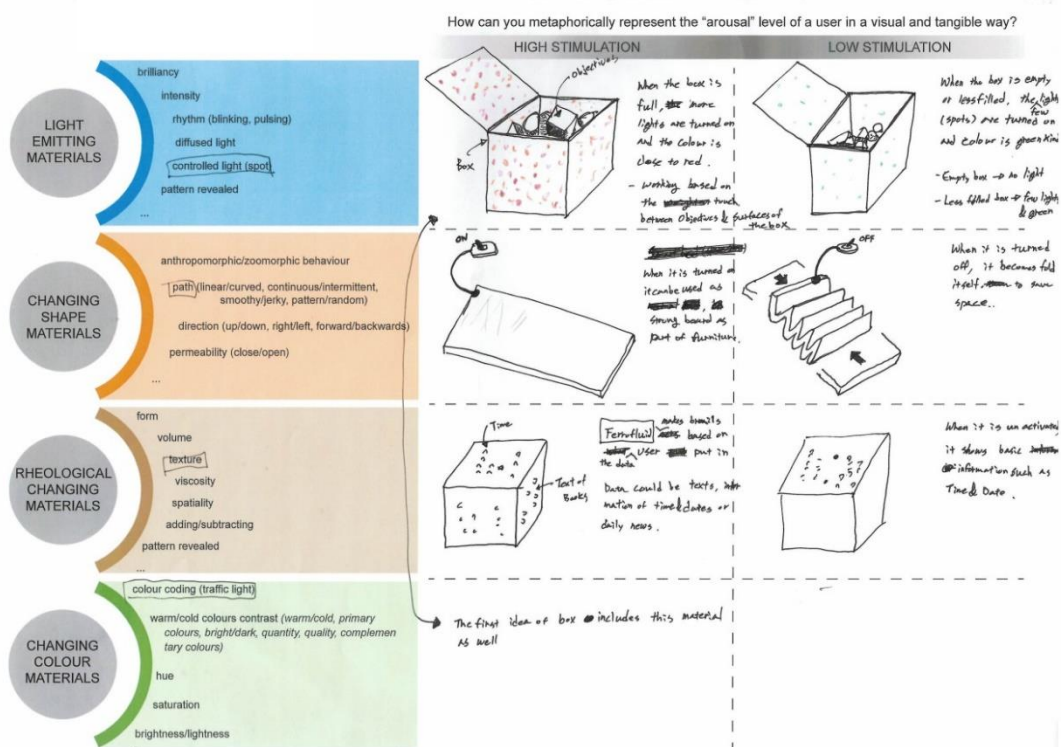 How can you metaphorically represent the “arousal” level of a user in a visual and tangible way?
HIGH STIMULATION
LOW STIMULATION
LIGHT
EMITTING
MATERIALS
brilliancy
intensity
rhythm (blinking, pulsing)
diffused light
controlled light (spot)
pattern revealed
...
Objectives
Box
When the box is
full, more
lights are turned on
and the colour is
close to red.
- Working based on
the touch
between Objectives & surfaces of
the box
When the box is empty
or less filled, the few light
(spots) are turned on
and colour is
- Empty box → no light
- Less filled box → few light
& green
CHANGING
SHAPE
MATERIALS
anthropomorphic/zoomorphic behaviour
path (linear/curved, continuous/intermittent,
smoothy/jerky, pattern/random)
direction (up/down, right/left, forward/backwards)
permeability (close/open)
...
ON
When it is turned on
it can be used as
strong board as
part of furniture.
OFF
When it is turned
off, it becomes fold
itself to save
space..
RHEOLOGICAL
CHANGING
MATERIALS
form
volume
texture
viscosity
spatiality
adding/subtracting
pattern revealed
...
Time
Text of
Books
Ferrofluid makes based on
the data user put in
Data could be texts,
mation of time & dates or
daily news.
When it is un activated
it shows basic
information such as
Time & Date.
CHANGING
COLOUR
MATERIALS
colour coding (traffic light)
warm/cold colours contrast (warm/cold, primary
colours, bright/dark, quantity, quality, complemen
tary colours)
hue
saturation
brightness/lightness
The first idea of box includes this material
as well